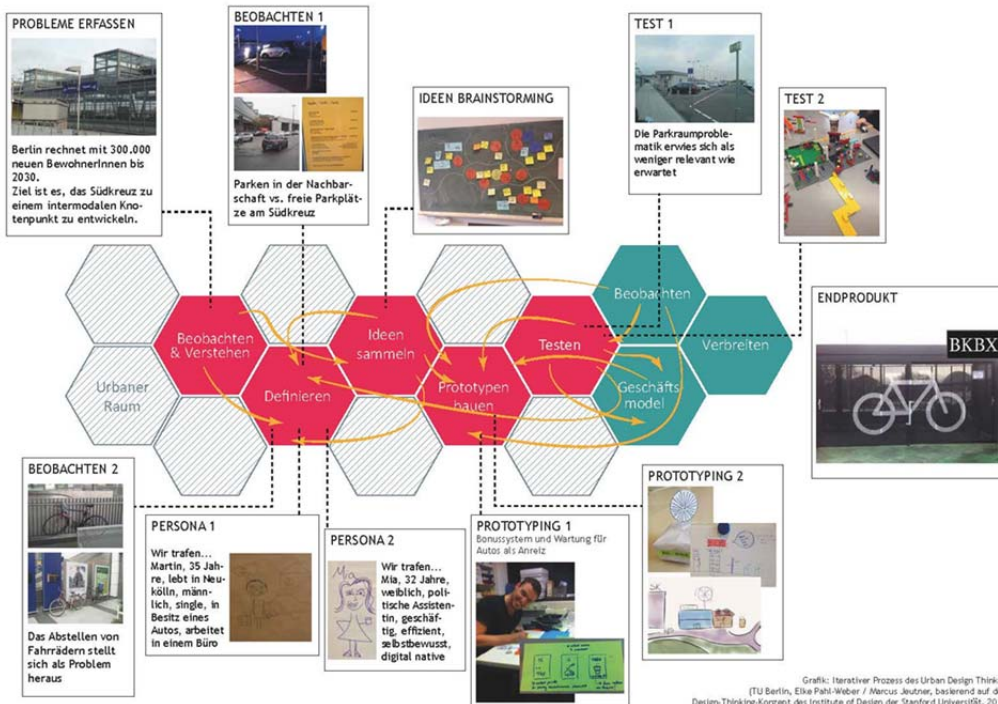 PROBLEME ERFASSEN
Berlin rechnet mit 300.000
neuen BewohnerInnen bis
2030.
Ziel ist es, das Südkreuz zu
einem intermodalen Kno-
tenpunkt zu entwickeln.
BEOBACHTEN 1
Parken in der Nachbar-
schaft vs. freie Parkplät-
ze am Südkreuz
IDEEN BRAINSTORMING
TEST 1
Die Parkraumproble-
matik erwies sich als
weniger relevant wie
erwartet
TEST 2
ENDPRODUKT
BKBX
Urbaner
Raum
Beobachten
& Verstehen
Definieren
Ideen
sammeln
Prototypen
bauen
Testen
Beobachten
Geschäfts
model
Verbreiten
BEOBACHTEN 2
Das Abstellen von
Fahrrädern stellt
sich als Problem
heraus
PERSONA 1
Wir trafen...
Martin, 35 Jah-
re, lebt in Neu-
kölln, männ-
lich, single, in
Besitz eines
Autos, arbeitet
in einem Büro
PERSONA 2
Mia
Wir trafen...
Mia, 32 Jahre,
weiblich, poli-
tische Assisten-
tin, geschäf-
tig, effizient,
selbstbewusst,
digital native
PROTOTYPING 1
Bonussystem und Wartung für
Autos als Anreiz
PROTOTYPING 2
Grafik: Iterativer Prozess des Urban Design Think
(TU Berlin, Elke Pahl-Weber / Marcus Jeutner, basierend auf d
Design-Thinking-Konzept des Institute of Design der Stanford Universität, 20